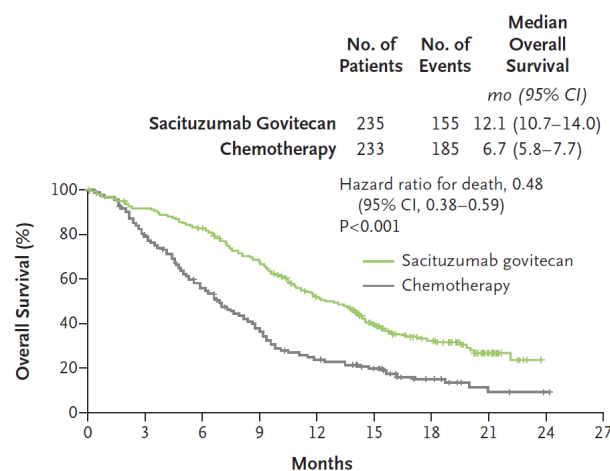 Median
No. of No. of Overall
Patients Events Survival
mo (95% CI)
Sacituzumab Govitecan 235 155 12.1 (10.7–14.0)
Chemotherapy 233 185 6.7 (5.8–7.7)
Hazard ratio for death, 0.48
(95% CI, 0.38–0.59)
P<0.001
Sacituzumab govitecan
Chemotherapy
Overall Survival (%)
100
80
60
40
20
0
0 3 6 9 12 15 18 21 24 27
Months